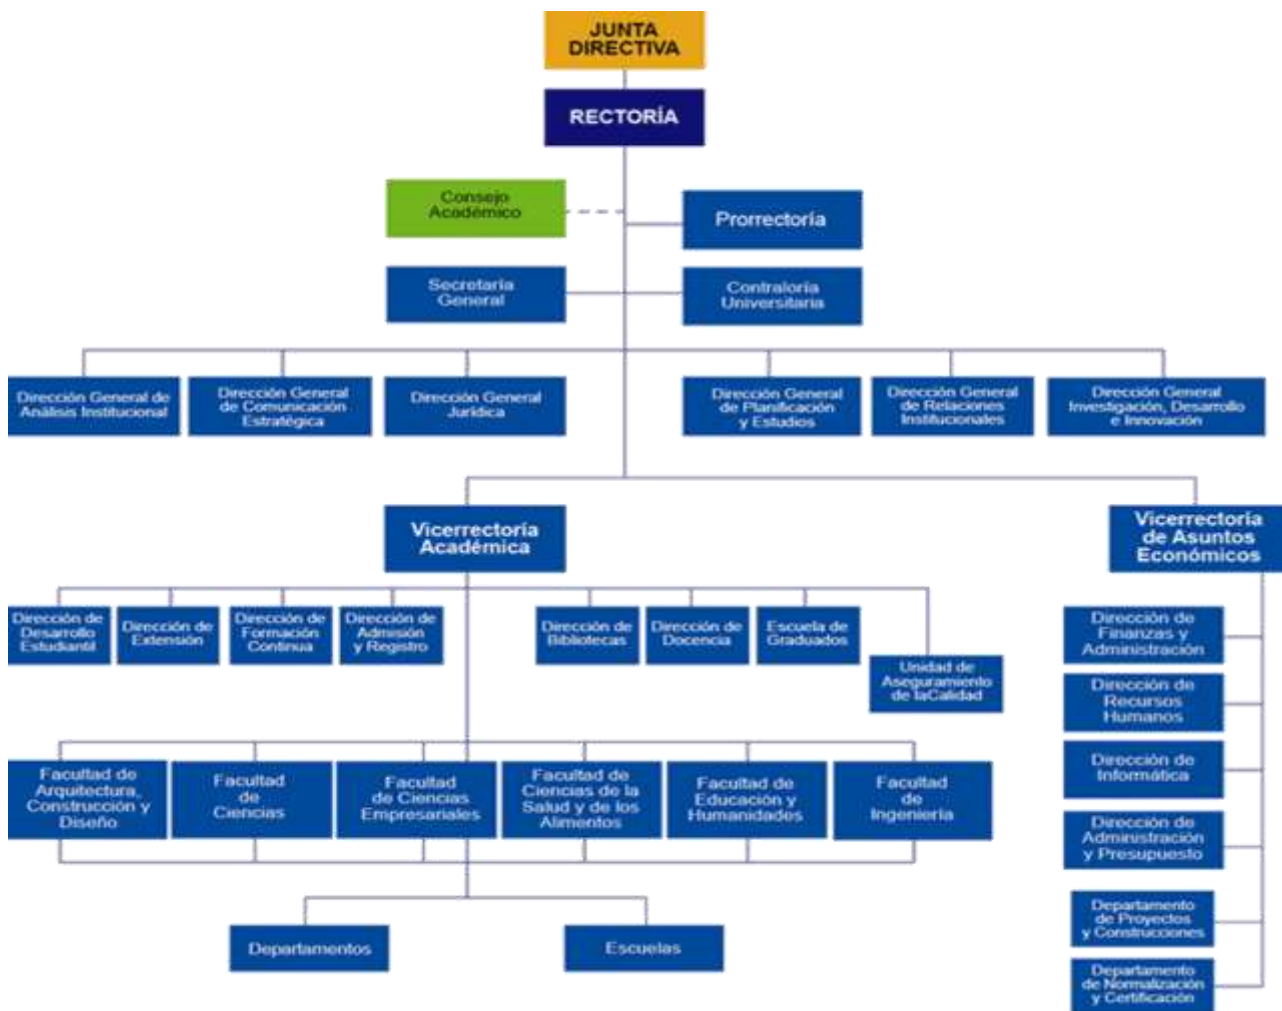 JUNTA
DIRECTIVA
RECTORÍA
Consejo
Académico
Prorrectoría
Secretaría
General
Contraloría
Universitaria
Dirección General de
Análisis Institucional
Dirección General
de Comunicación
Estratégica
Dirección General
Jurídica
Dirección General
de Planificación
y Estudios
Dirección General
de Relaciones
Institucionales
Dirección General
Investigación, Desarrollo
e Innovación
Vicerrectoría
Académica
Vicerrectoría
de Asuntos
Económicos
Dirección de
Desarrollo
Estudiantil
Dirección de
Extensión
Dirección de
Formación
Continua
Dirección de
Admisión
y Registro
Dirección de
Bibliotecas
Dirección de
Docencia
Escuela de
Graduados
Unidad de
Aseguramiento
de laCalidad
Dirección de
Finanzas y
Administración
Dirección de
Recursos
Humanos
Dirección de
Informática
Dirección de
Administración
y Presupuesto
Departamento
de Proyectos
y Construcciones
Departamento
de Normalización
y Certificación
Facultad de
Arquitectura,
Construcción y
Diseño
Facultad
de
Ciencias
Facultad
de Ciencias
Empresariales
Facultad de
Ciencias de la
Salud y de los
Alimentos
Facultad de
Educación y
Humanidades
Facultad
de
Ingeniería
Departamentos
Escuelas